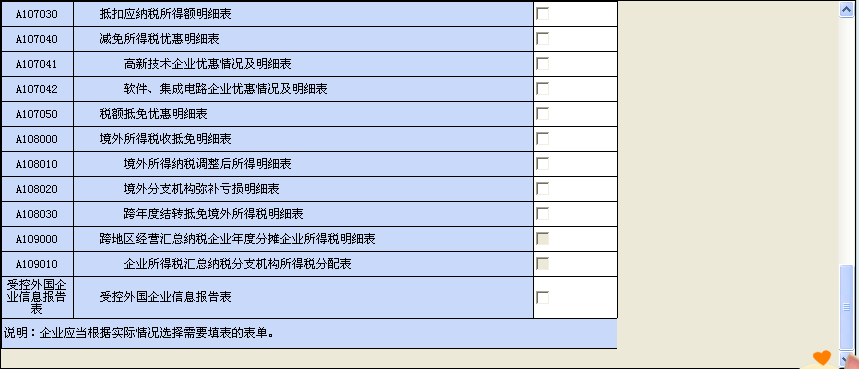 A107030 抵扣应纳税所得额明细表
A107040 减免所得税优惠明细表
A107041 高新技术企业优惠情况及明细表
A107042 软件、集成电路企业优惠情况及明细表
A107050 税额抵免优惠明细表
A108000 境外所得税收抵免明细表
A108010 境外所得纳税调整后所得明细表
A108020 境外分支机构弥补亏损明细表
A108030 跨年度结转抵免境外所得税明细表
A109000 跨地区经营汇总纳税企业年度分摊企业所得税明细表
A109010 企业所得税汇总纳税分支机构所得税分配表
受控外国企
业信息报告
表
受控外国企业信息报告表
说明：企业应当根据实际情况选择需要填表的表单。